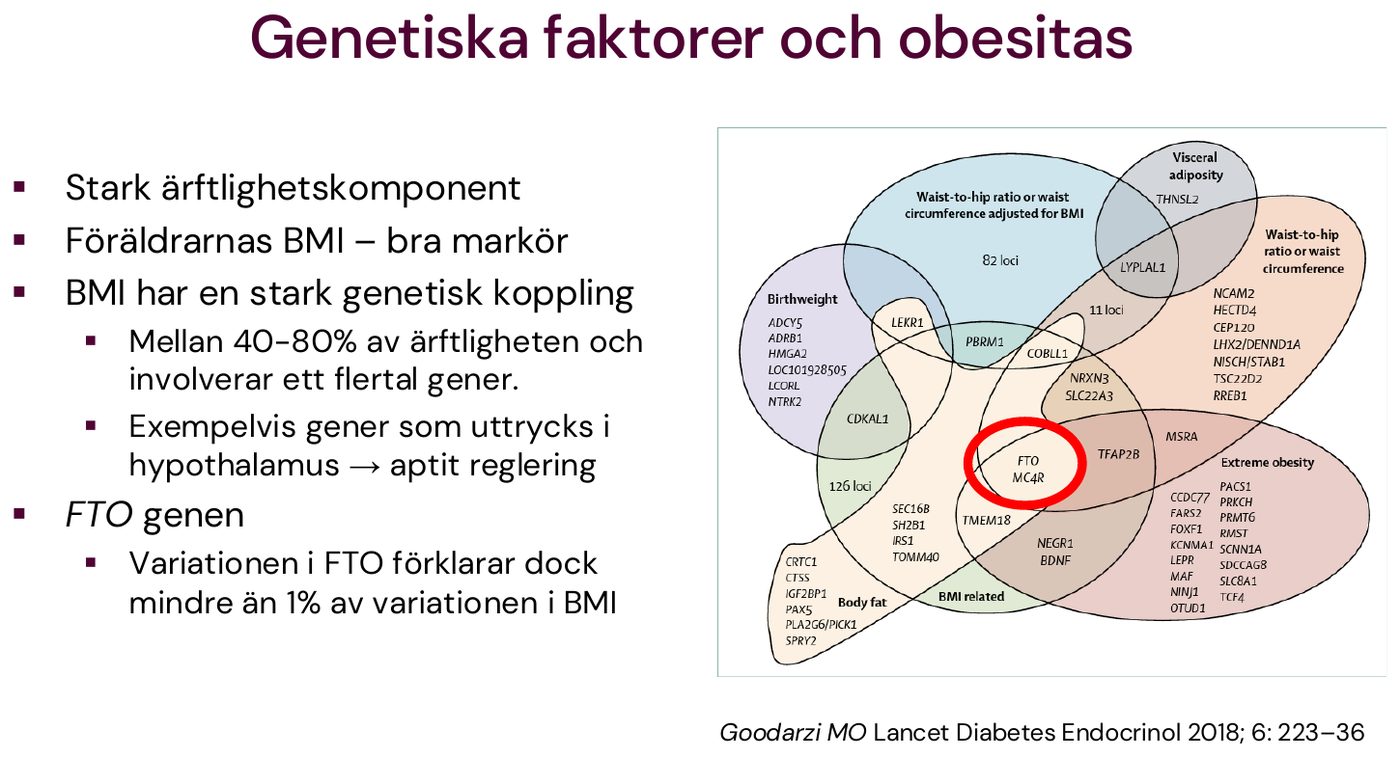 Genetiska faktorer och obesitas
▪ Stark ärftlighetskomponent
▪ Föräldrarnas BMI – bra markör
▪ BMI har en stark genetisk koppling
▪ Mellan 40-80% av ärftligheten och
involverar ett flertal gener.
▪ Exempelvis gener som uttrycks i
hypothalamus → aptit reglering
▪ FTO genen
▪ Variationen i FTO förklarar dock
mindre än 1% av variationen i BMI
Visceral
adiposity
THNSL2
Waist-to-hip ratio or waist
circumference adjusted for BMI
82 loci
LYPLAL1
Waist-to-hip
ratio or waist
circumference
NCAM2
HECTD4
CEP120
LHX2/DENND1A
NISCH/STAB1
TSC22D2
RREB1
11 loci
Birthweight
ADCY5
ADRB1
HMGA2
LOC101928505
LCORL
NTRK2
LEKR1
PBRM1
COBLL1
NRXN3
SLC22A3
CDKAL1
MSRA
TFAP2B
FTO
MC4R
126 loci
SEC16B
SH2B1
IRS1
TOMM40
TMEM18
NEGR1
BDNF
Extreme obesity
CCDC77
FARS2
FOXF1
KCNMA1
LEPR
MAF
NINJ1
OTUD1
PACS1
PRKCH
PRMT6
RMST
SCNN1A
SDCCAG8
SLC8A1
TCF4
CRTC1
CTSS
IGF2BP1
PAX5
PLA2G6/PICK1
SPRY2
Body fat
BMI related
Goodarzi MO Lancet Diabetes Endocrinol 2018; 6: 223–36